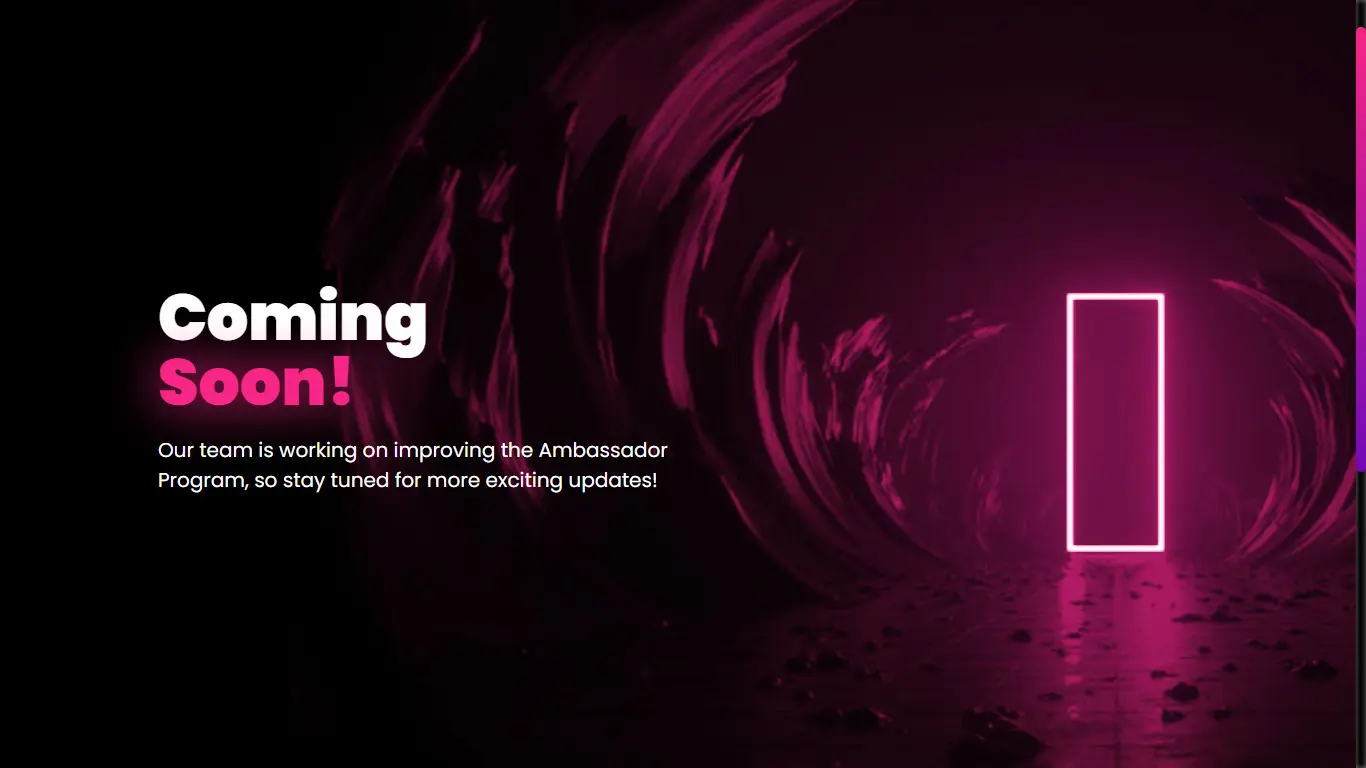 Coming
Soon!
Our team is working on improving the Ambassador
Program, so stay tuned for more exciting updates!